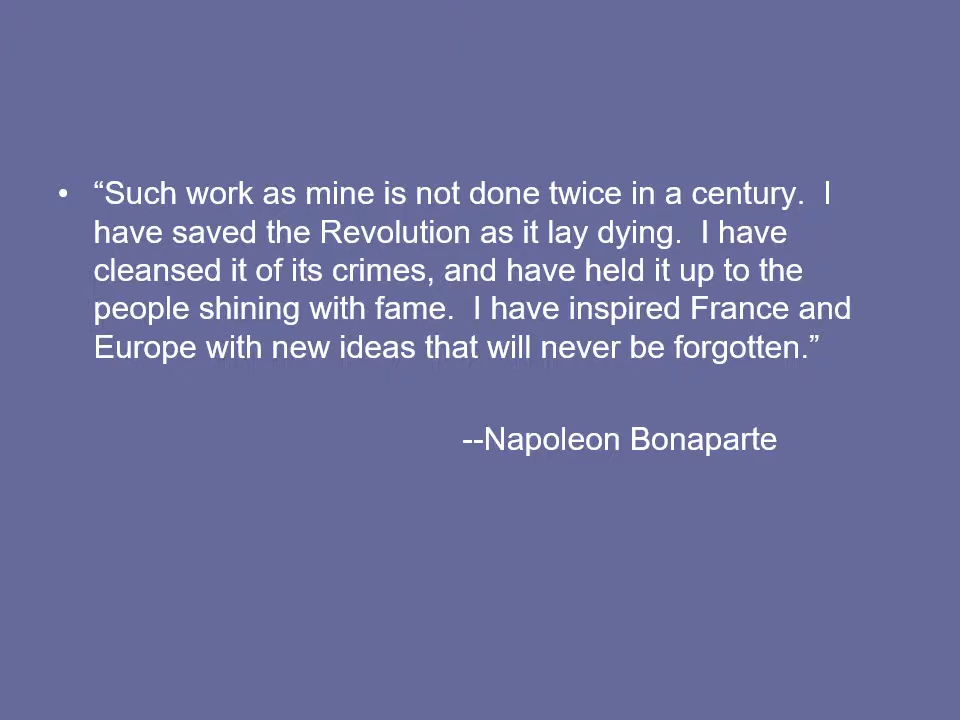 • “Such work as mine is not done twice in a century.  I
have saved the Revolution as it lay dying.  I have
cleansed it of its crimes, and have held it up to the
people shining with fame.  I have inspired France and
Europe with new ideas that will never be forgotten.”
--Napoleon Bonaparte